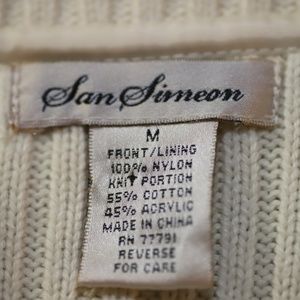 San Simeon
M
FRONT/LINING
100% NYLON
KNIT PORTION
55% COTTON
45% ACRYLIC
MADE IN CHINA
RN 77791
REVERSE
FOR CARE